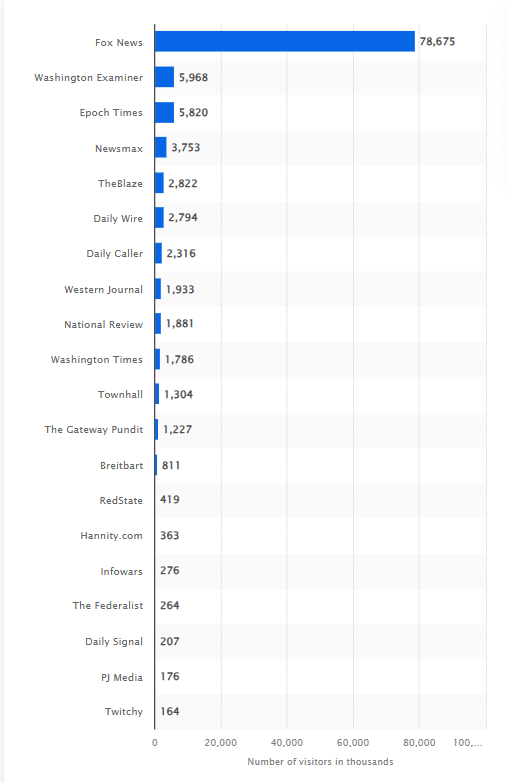 Fox News 78,675
Washington Examiner 5,968
Epoch Times 5,820
Newsmax 3,753
TheBlaze 2,822
Daily Wire 2,794
Daily Caller 2,316
Western Journal 1,933
National Review 1,881
Washington Times 1,786
Townhall 1,304
The Gateway Pundit 1,227
Breitbart 811
RedState 419
Hannity.com 363
Infowars 276
The Federalist 264
Daily Signal 207
PJ Media 176
Twitchy 164
0 20,000 40,000 60,000 80,000 100,...
Number of visitors in thousands